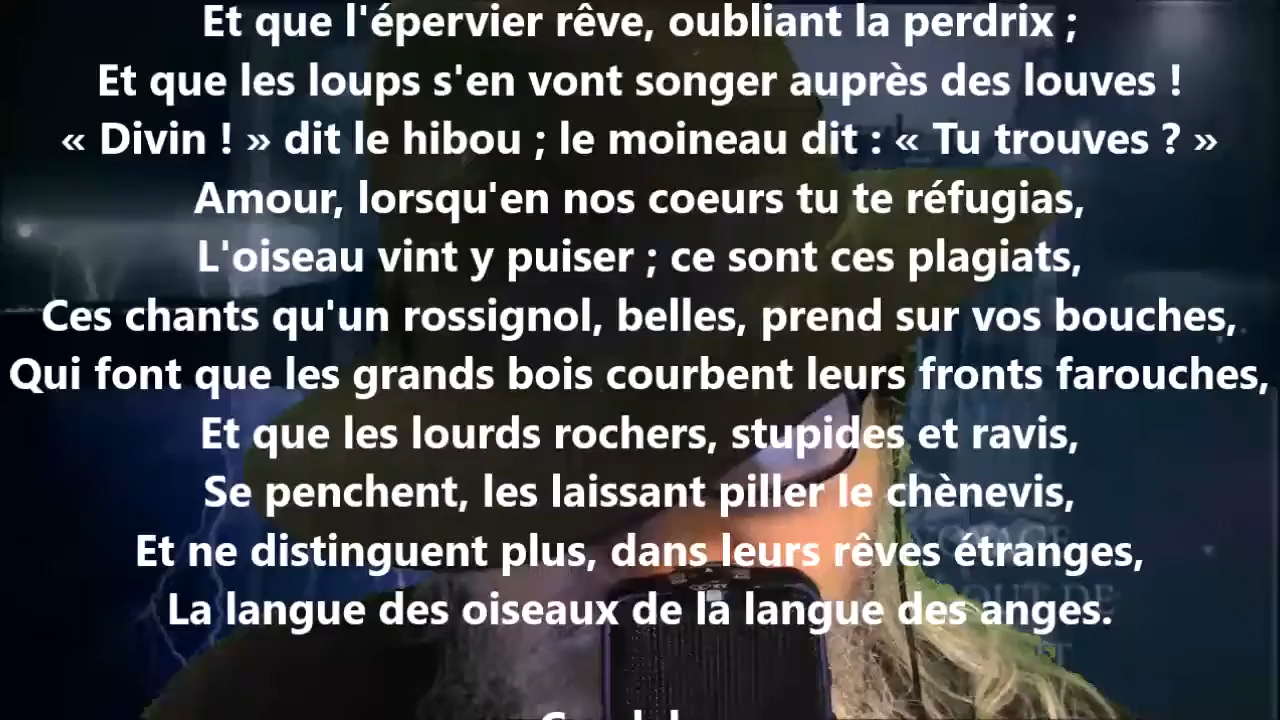 Et que l'épervier rêve, oubliant la perdrix ;
Et que les loups s'en vont songer auprès des louves !
« Divin ! » dit le hibou ; le moineau dit : « Tu trouves ? »
Amour, lorsqu'en nos coeurs tu te réfugias,
L'oiseau vint y puiser ; ce sont ces plagiats,
Ces chants qu'un rossignol, belles, prend sur vos bouches,
Qui font que les grands bois courbent leurs fronts farouches,
Et que les lourds rochers, stupides et ravis,
Se penchent, les laissant piller le chènevis,
Et ne distinguent plus, dans leurs rêves étranges,
La langue des oiseaux de la langue des anges.